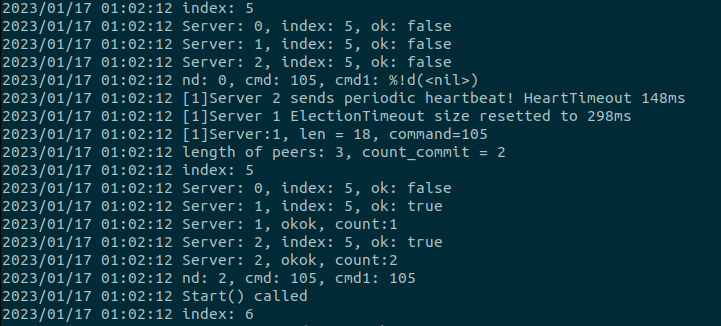 2023/01/17 01:02:12 index: 5
2023/01/17 01:02:12 Server: 0, index: 5, ok: false
2023/01/17 01:02:12 Server: 1, index: 5, ok: false
2023/01/17 01:02:12 Server: 2, index: 5, ok: false
2023/01/17 01:02:12 nd: 0, cmd: 105, cmd1: %!d(<nil>)
2023/01/17 01:02:12 [1]Server 2 sends periodic heartbeat! HeartTimeout 148ms
2023/01/17 01:02:12 [1]Server 1 ElectionTimeout size resetted to 298ms
2023/01/17 01:02:12 [1]Server:1, len = 18, command=105
2023/01/17 01:02:12 length of peers: 3, count_commit = 2
2023/01/17 01:02:12 index: 5
2023/01/17 01:02:12 Server: 0, index: 5, ok: false
2023/01/17 01:02:12 Server: 1, index: 5, ok: true
2023/01/17 01:02:12 Server: 1, okok, count:1
2023/01/17 01:02:12 Server: 2, index: 5, ok: true
2023/01/17 01:02:12 Server: 2, okok, count:2
2023/01/17 01:02:12 nd: 2, cmd: 105, cmd1: 105
2023/01/17 01:02:12 Start() called
2023/01/17 01:02:12 index: 6